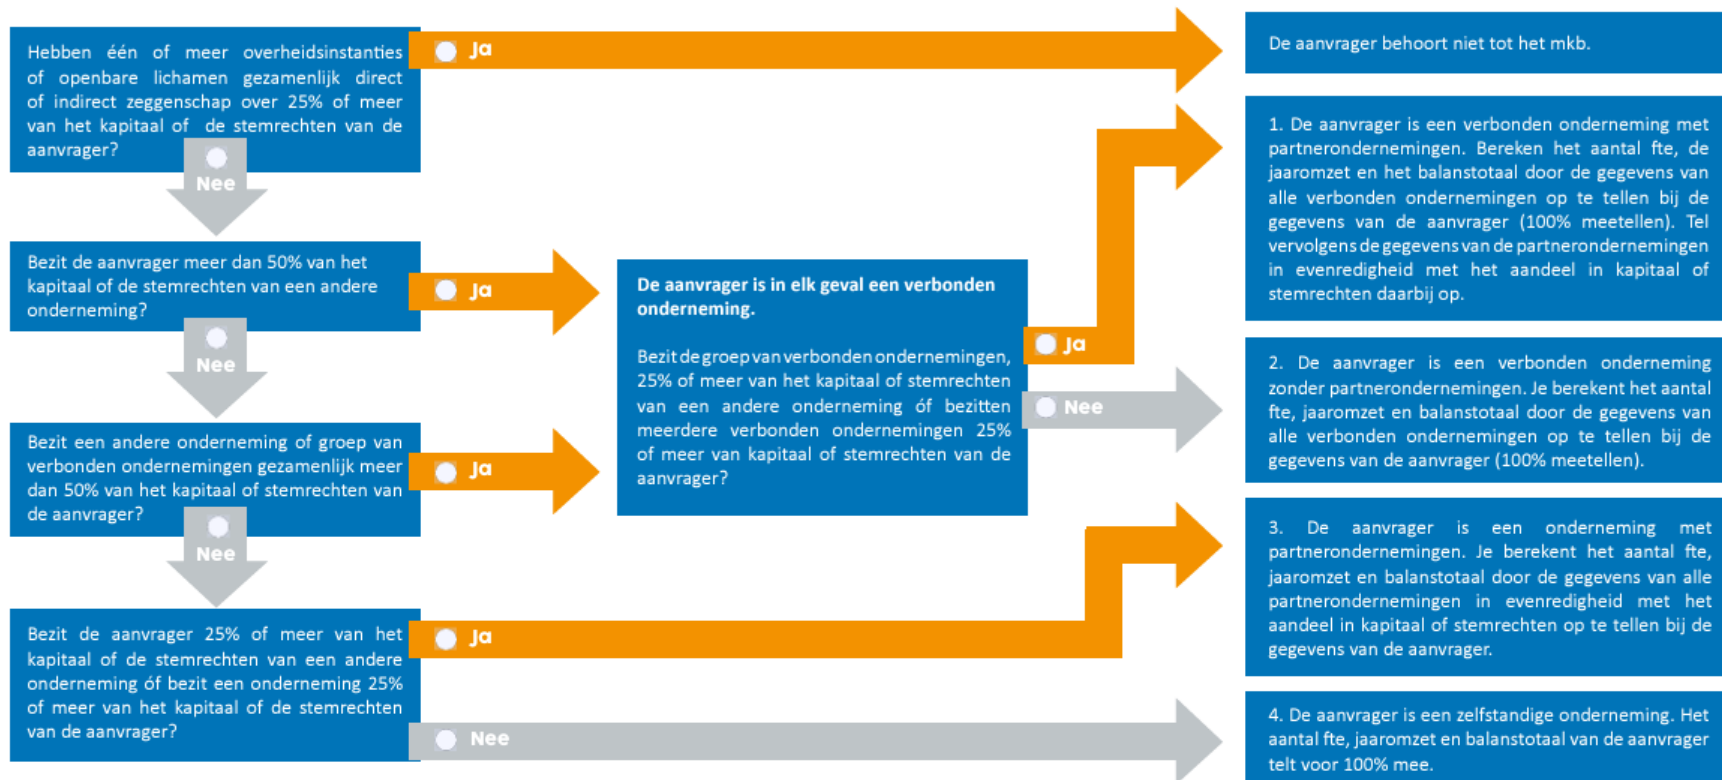 Hebben één of meer overheidsinstanties
of openbare lichamen gezamenlijk direct
of indirect zeggenschap over 25% of meer
van het kapitaal of de stemrechten van de
aanvrager?
Ja
Nee
De aanvrager behoort niet tot het mkb.
Bezit de aanvrager meer dan 50% van het
kapitaal of de stemrechten van een andere
onderneming?
Ja
Nee
Bezit een andere onderneming of groep van
verbonden ondernemingen gezamenlijk meer
dan 50% van het kapitaal of stemrechten van
de aanvrager?
Ja
Nee
De aanvrager is in elk geval een verbonden
onderneming.
Bezit de groep van verbonden ondernemingen,
25% of meer van het kapitaal of stemrechten
van een andere onderneming óf bezitten
meerdere verbonden ondernemingen 25%
of meer van kapitaal of stemrechten van de
aanvrager?
Ja
Nee
1. De aanvrager is een verbonden onderneming met
partnerondernemingen. Bereken het aantal fte, de
jaaromzet en het balanstotaal door de gegevens van
alle verbonden ondernemingen op te tellen bij de
gegevens van de aanvrager (100% meetellen). Tel
vervolgens de gegevens van de partnerondernemingen
in evenredigheid met het aandeel in kapitaal of
stemrechten daarbij op.
2. De aanvrager is een verbonden onderneming
zonder partnerondernemingen. Je berekent het aantal
fte, jaaromzet en balanstotaal door de gegevens van
alle verbonden ondernemingen op te tellen bij de
gegevens van de aanvrager (100% meetellen).
Bezit de aanvrager 25% of meer van het
kapitaal of de stemrechten van een andere
onderneming óf bezit een onderneming 25%
of meer van het kapitaal of de stemrechten
van de aanvrager?
Ja
Nee
3. De aanvrager is een onderneming met
partnerondernemingen. Je berekent het aantal fte,
jaaromzet en balanstotaal door de gegevens van alle
partnerondernemingen in evenredigheid met het
aandeel in kapitaal of stemrechten op te tellen bij de
gegevens van de aanvrager.
4. De aanvrager is een zelfstandige onderneming. Het
aantal fte, jaaromzet en balanstotaal van de aanvrager
telt voor 100% mee.